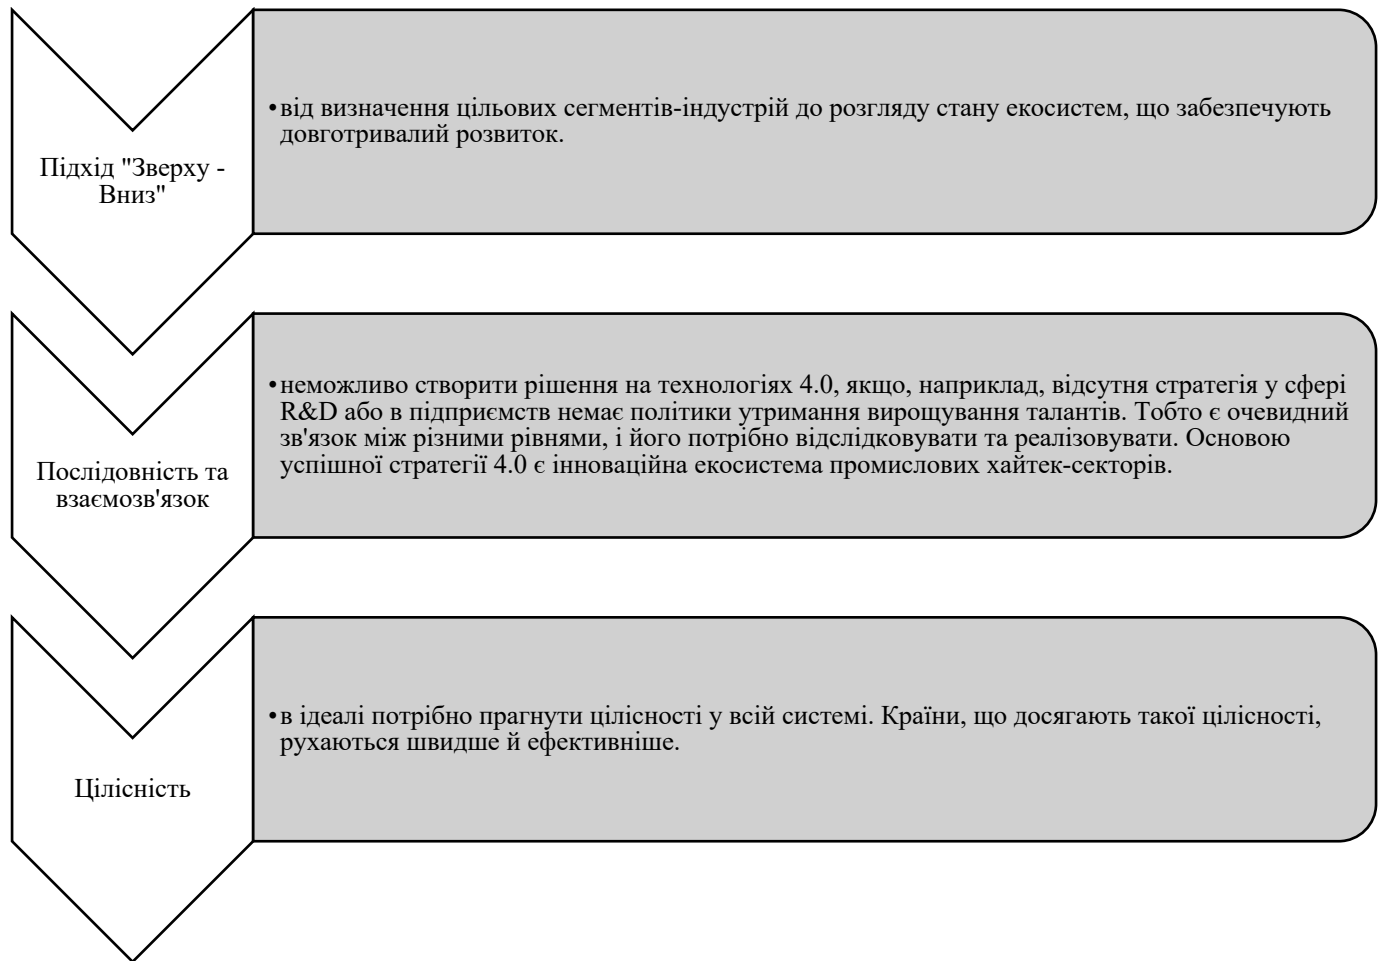 Підхід "Зверху -
Вниз"
•від визначення цільових сегментів-індустрій до розгляду стану екосистем, що забезпечують
довготривалий розвиток.
Послідовність та
взаємозв'язок
•неможливо створити рішення на технологіях 4.0, якщо, наприклад, відсутня стратегія у сфері
R&D або в підприємств немає політики утримання вирощування талантів. Тобто є очевидний
зв'язок між різними рівнями, і його потрібно відслідковувати та реалізовувати. Основою
успішної стратегії 4.0 є інноваційна екосистема промислових хайтек-секторів.
Цілісність
•в ідеалі потрібно прагнути цілісності у всій системі. Країни, що досягають такої цілісності,
рухаються швидше й ефективніше.